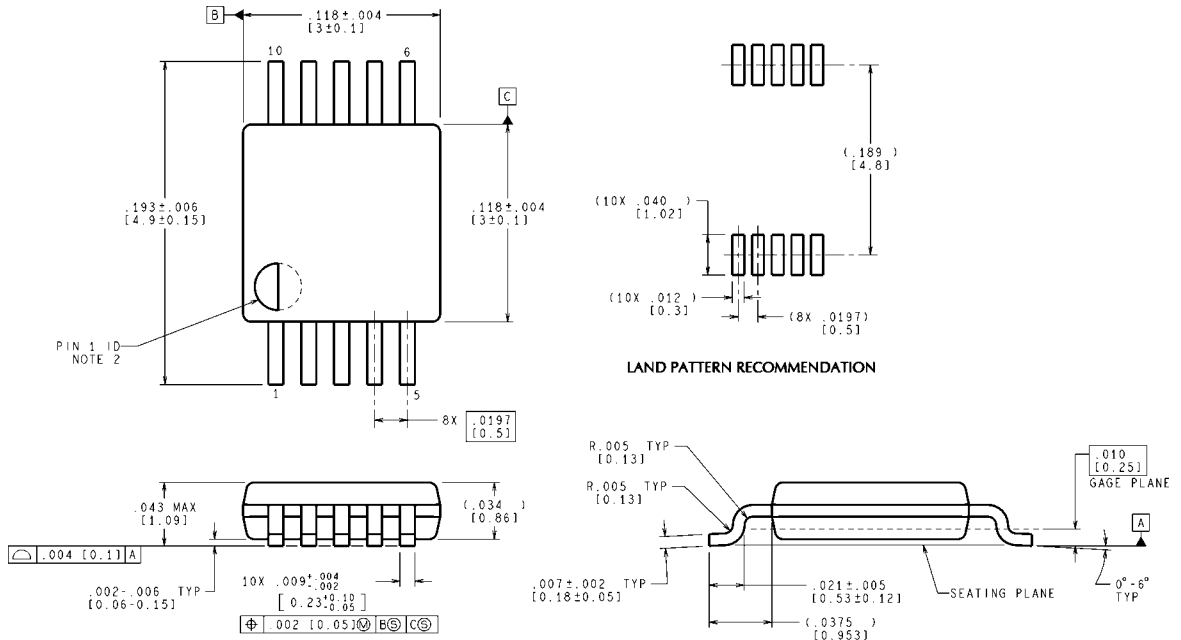 B
.118±.004
[3±0.1]
10
6
C
.193±.006
[4.9±0.15]
.118±.004
[3±0.1]
PIN 1 ID
NOTE 2
1
5
8X .0197
[0.5]
(.189 )
[4.8]
(10X .040 )
[1.02]
(10X .012 )
[0.3]
(8X .0197)
[0.5]
LAND PATTERN RECOMMENDATION
.043 MAX
[1.09]
(.034 )
[0.86]
⌓ .004 [0.1] A
.002-.006 TYP
[0.06-0.15]
10X .009+.004
-.002
[0.23+0.10
-0.05]
⌖ .002 [0.05]Ⓜ BⓈ CⓈ
R.005 TYP
[0.13]
R.005 TYP
[0.13]
.010
[0.25]
GAGE PLANE
A
.007±.002 TYP
[0.18±0.05]
.021±.005
[0.53±0.12]
SEATING PLANE
0°-6°
TYP
(.0375 )
[0.953]